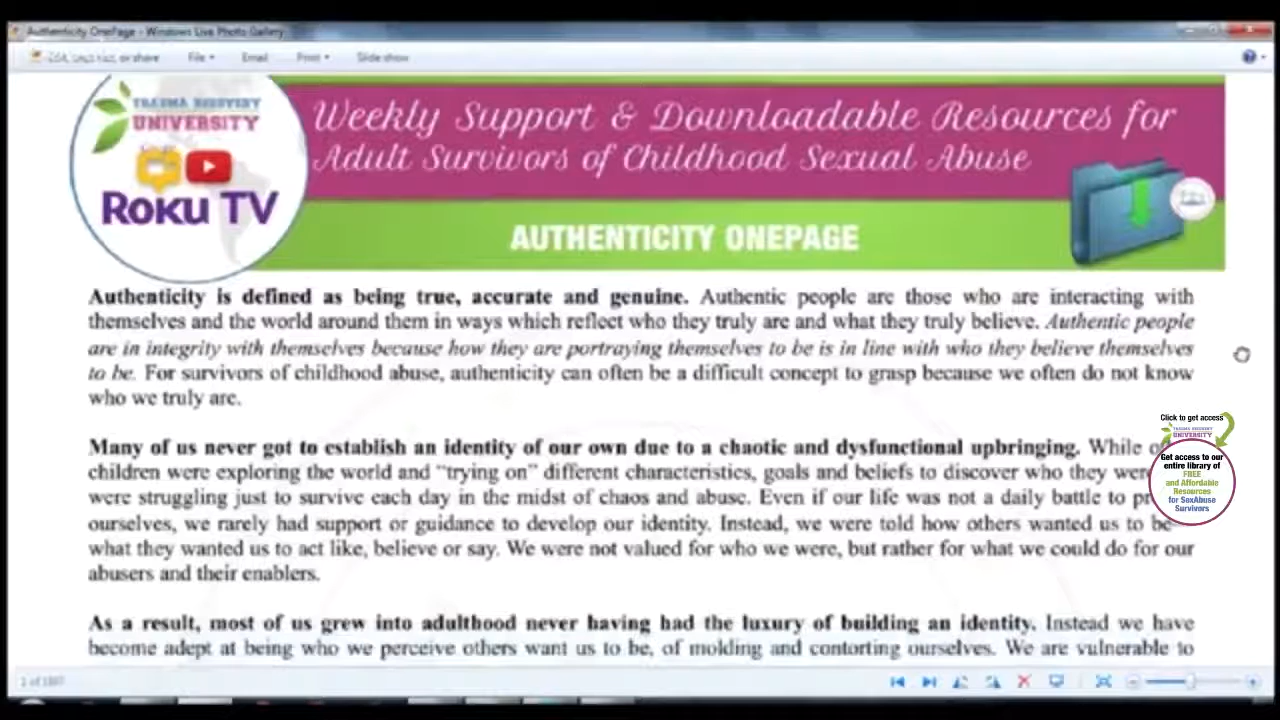 Authenticity OnePage - Windows Live Photo Gallery
or share File Email Print Slide show
TRAUMA RECOVERY
UNIVERSITY
ROKU TV
Weekly Support & Downloadable Resources for
Adult Survivors of Childhood Sexual Abuse
AUTHENTICITY ONEPAGE
Authenticity is defined as being true, accurate and genuine. Authentic people are those who are interacting with
themselves and the world around them in ways which reflect who they truly are and what they truly believe. Authentic people
are in integrity with themselves because how they are portraying themselves to be is in line with who they believe themselves
to be. For survivors of childhood abuse, authenticity can often be a difficult concept to grasp because we often do not know
who we truly are.
Many of us never got to establish an identity of our own due to a chaotic and dysfunctional upbringing. While
children were exploring the world and "trying on" different characteristics, goals and beliefs to discover who they
were struggling just to survive each day in the midst of chaos and abuse. Even if our life was not a daily battle to
ourselves, we rarely had support or guidance to develop our identity. Instead, we were told how others wanted us to be
what they wanted us to act like, believe or say. We were not valued for who we were, but rather for what we could do for our
abusers and their enablers.
As a result, most of us grew into adulthood never having had the luxury of building an identity. Instead we have
become adept at being who we perceive others want us to be, of molding and contorting ourselves. We are vulnerable to
Click to get access
TRAUMA RECOVERY
UNIVERSITY
Get access to our
entire library of
FREE
and Affordable
Resources
for SexAbuse
Survivors